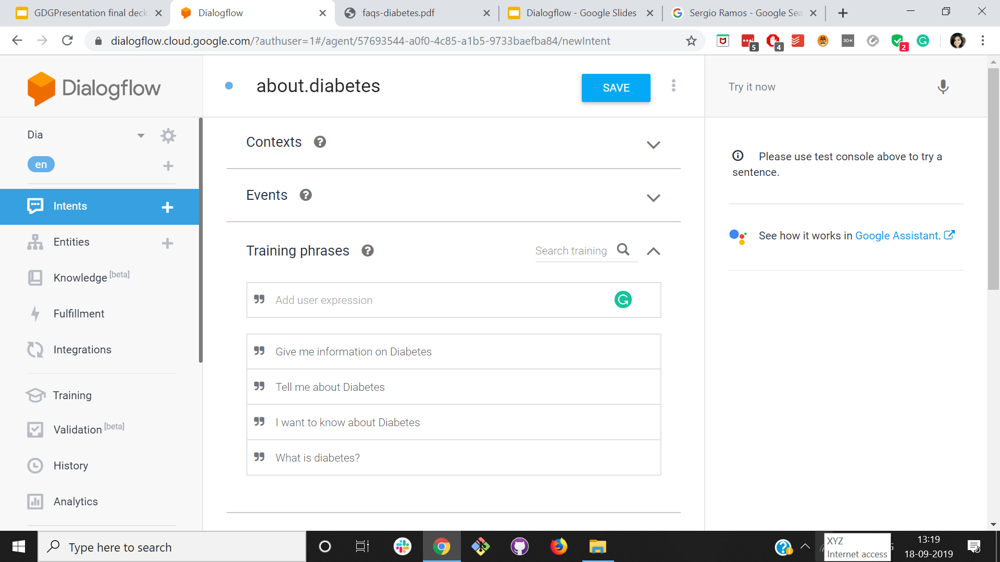 GDGPresentation final deck
Dialogflow
faqs-diabetes.pdf
Dialogflow - Google Slides
Sergio Ramos - Google Sea
dialogflow.cloud.google.com/?authuser=1#/agent/57693544-a0f0-4c85-a1b5-9733baefba84/newIntent
5
4
30K
2
Dialogflow
about.diabetes
SAVE
Try it now
Dia
en
Intents
Entities
Knowledge [beta]
Fulfillment
Integrations
Training
Validation [beta]
History
Analytics
Contexts
Events
Training phrases
Search training
Add user expression
Give me information on Diabetes
Tell me about Diabetes
I want to know about Diabetes
What is diabetes?
Please use test console above to try a
sentence.
See how it works in Google Assistant.
Type here to search
XYZ
Internet access
13:19
18-09-2019